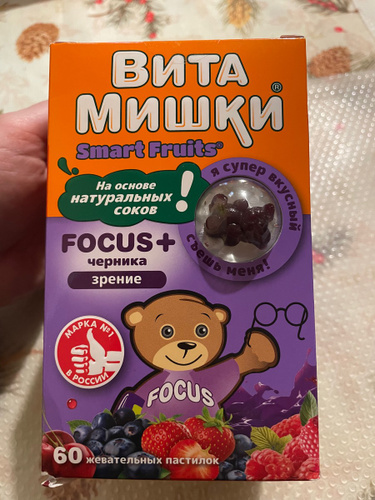 ВИТА
МИШКИ®
Smart Fruits®
На основе
натуральных
соков!
я супер вкусный
съешь меня!
FOCUS+
черника
зрение
МАРКА №1
В РОССИИ
FOCUS
60 жевательных пастилок